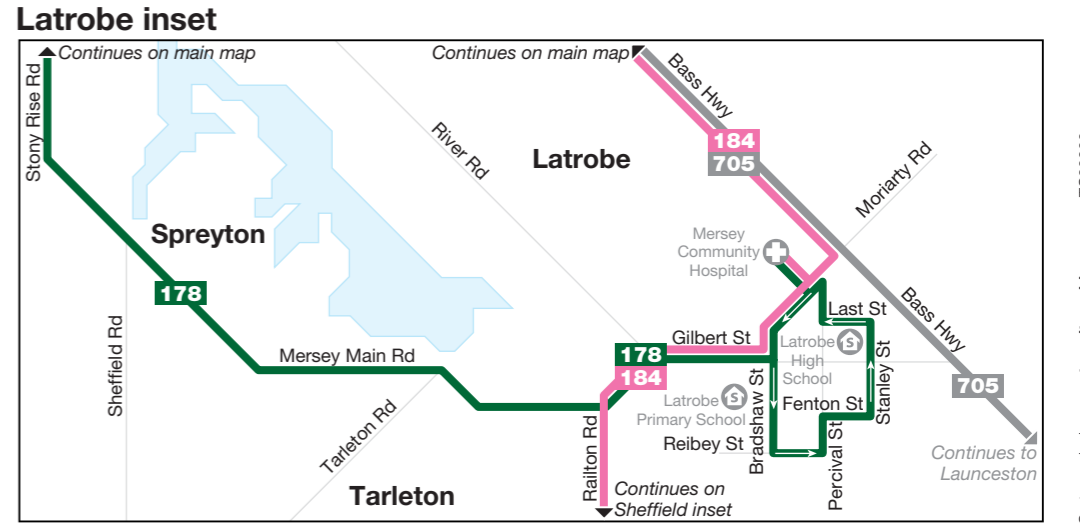 Latrobe inset
Continues on main map
Continues on main map
Stony Rise Rd
Bass Hwy
184
705
River Rd
Latrobe
Moriarty Rd
Spreyton
Mersey
Community
Hospital
178
Bass Hwy
Last St
Gilbert St
Latrobe
High
School
S
Stanley St
Sheffield Rd
Mersey Main Rd
178
184
705
Latrobe
Primary School
S
Bradshaw St
Fenton St
Tarleton Rd
Railton Rd
Reibey St
Percival St
Continues to
Launceston
Tarleton
Continues on
Sheffield inset